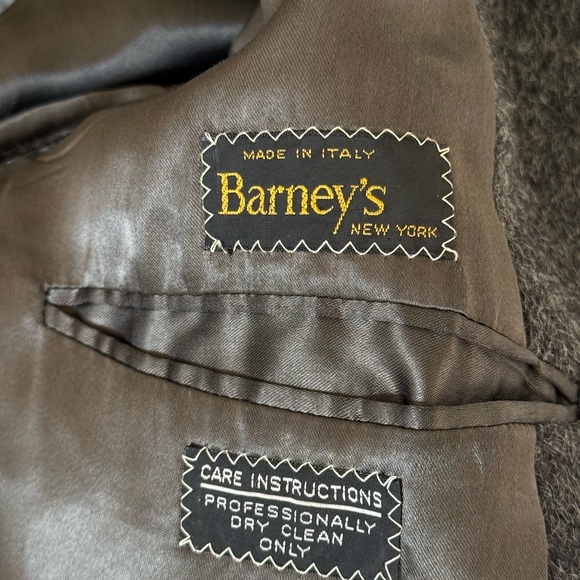 MADE IN ITALY
Barney's
NEW YORK
CARE INSTRUCTIONS
PROFESSIONALLY
DRY CLEAN
ONLY